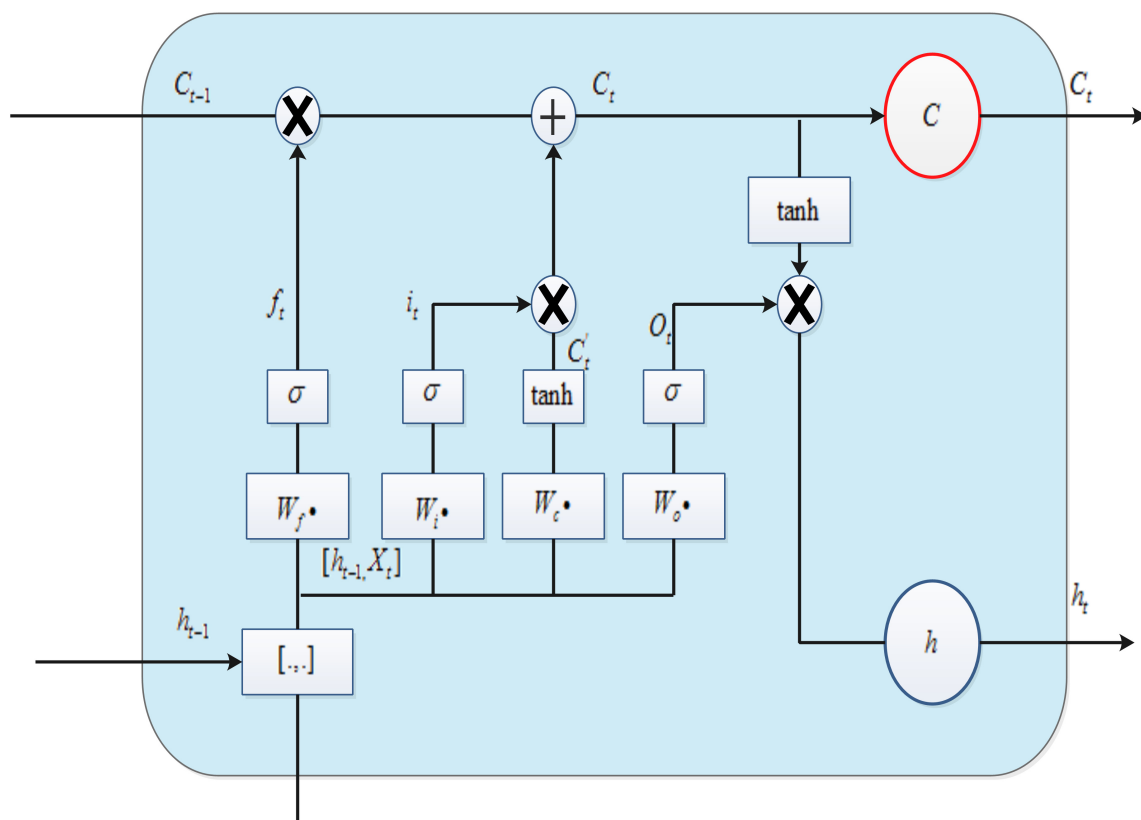 C_{t-1}
C_t
C
C_t
tanh
f_t
i_t
O_t
C'_t
σ
σ
tanh
σ
W_f•
W_i•
W_c•
W_o•
[h_{t-1},X_t]
h_{t-1}
[.,.]
h
h_t